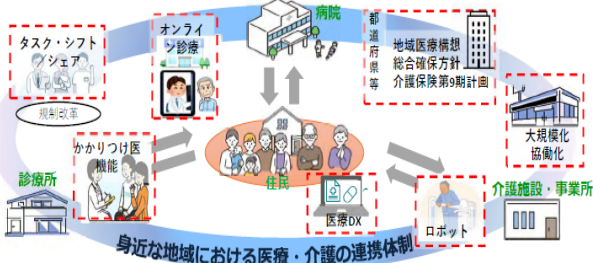 タスク・シフト
シェア
規制改革
オンライ
ン診療
病院
都道府県等
地域医療構想
総合確保方針
介護保険第9期計画
大規模化
協働化
かかりつけ医
機能
診療所
住民
医療DX
ロボット
介護施設・事業所
身近な地域における医療・介護の連携体制